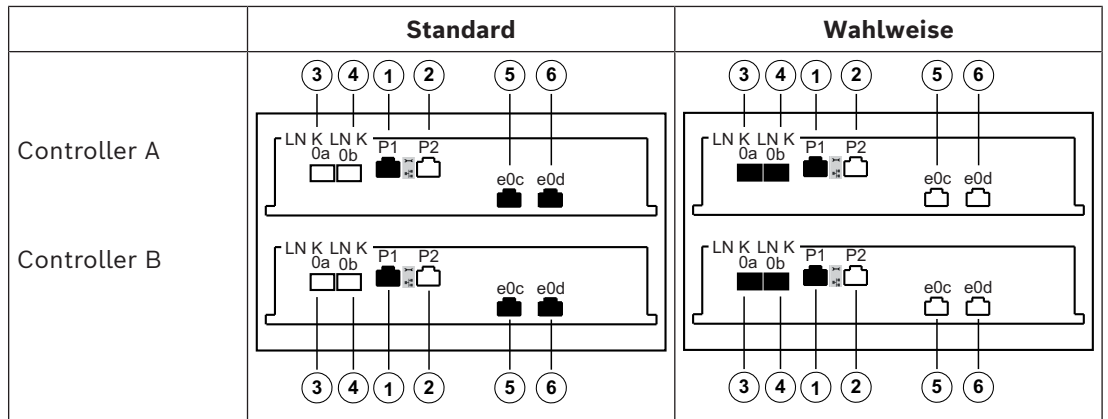 Standard Wahlweise
3 4 1 2 5 6 3 4 1 2 5 6
Controller A
LN K LN K P1 P2 LN K LN K P1 P2
0a 0b 0a 0b
e0c e0d e0c e0d
Controller B
LN K LN K P1 P2 LN K LN K P1 P2
0a 0b 0a 0b
e0c e0d e0c e0d
3 4 1 2 5 6 3 4 1 2 5 6